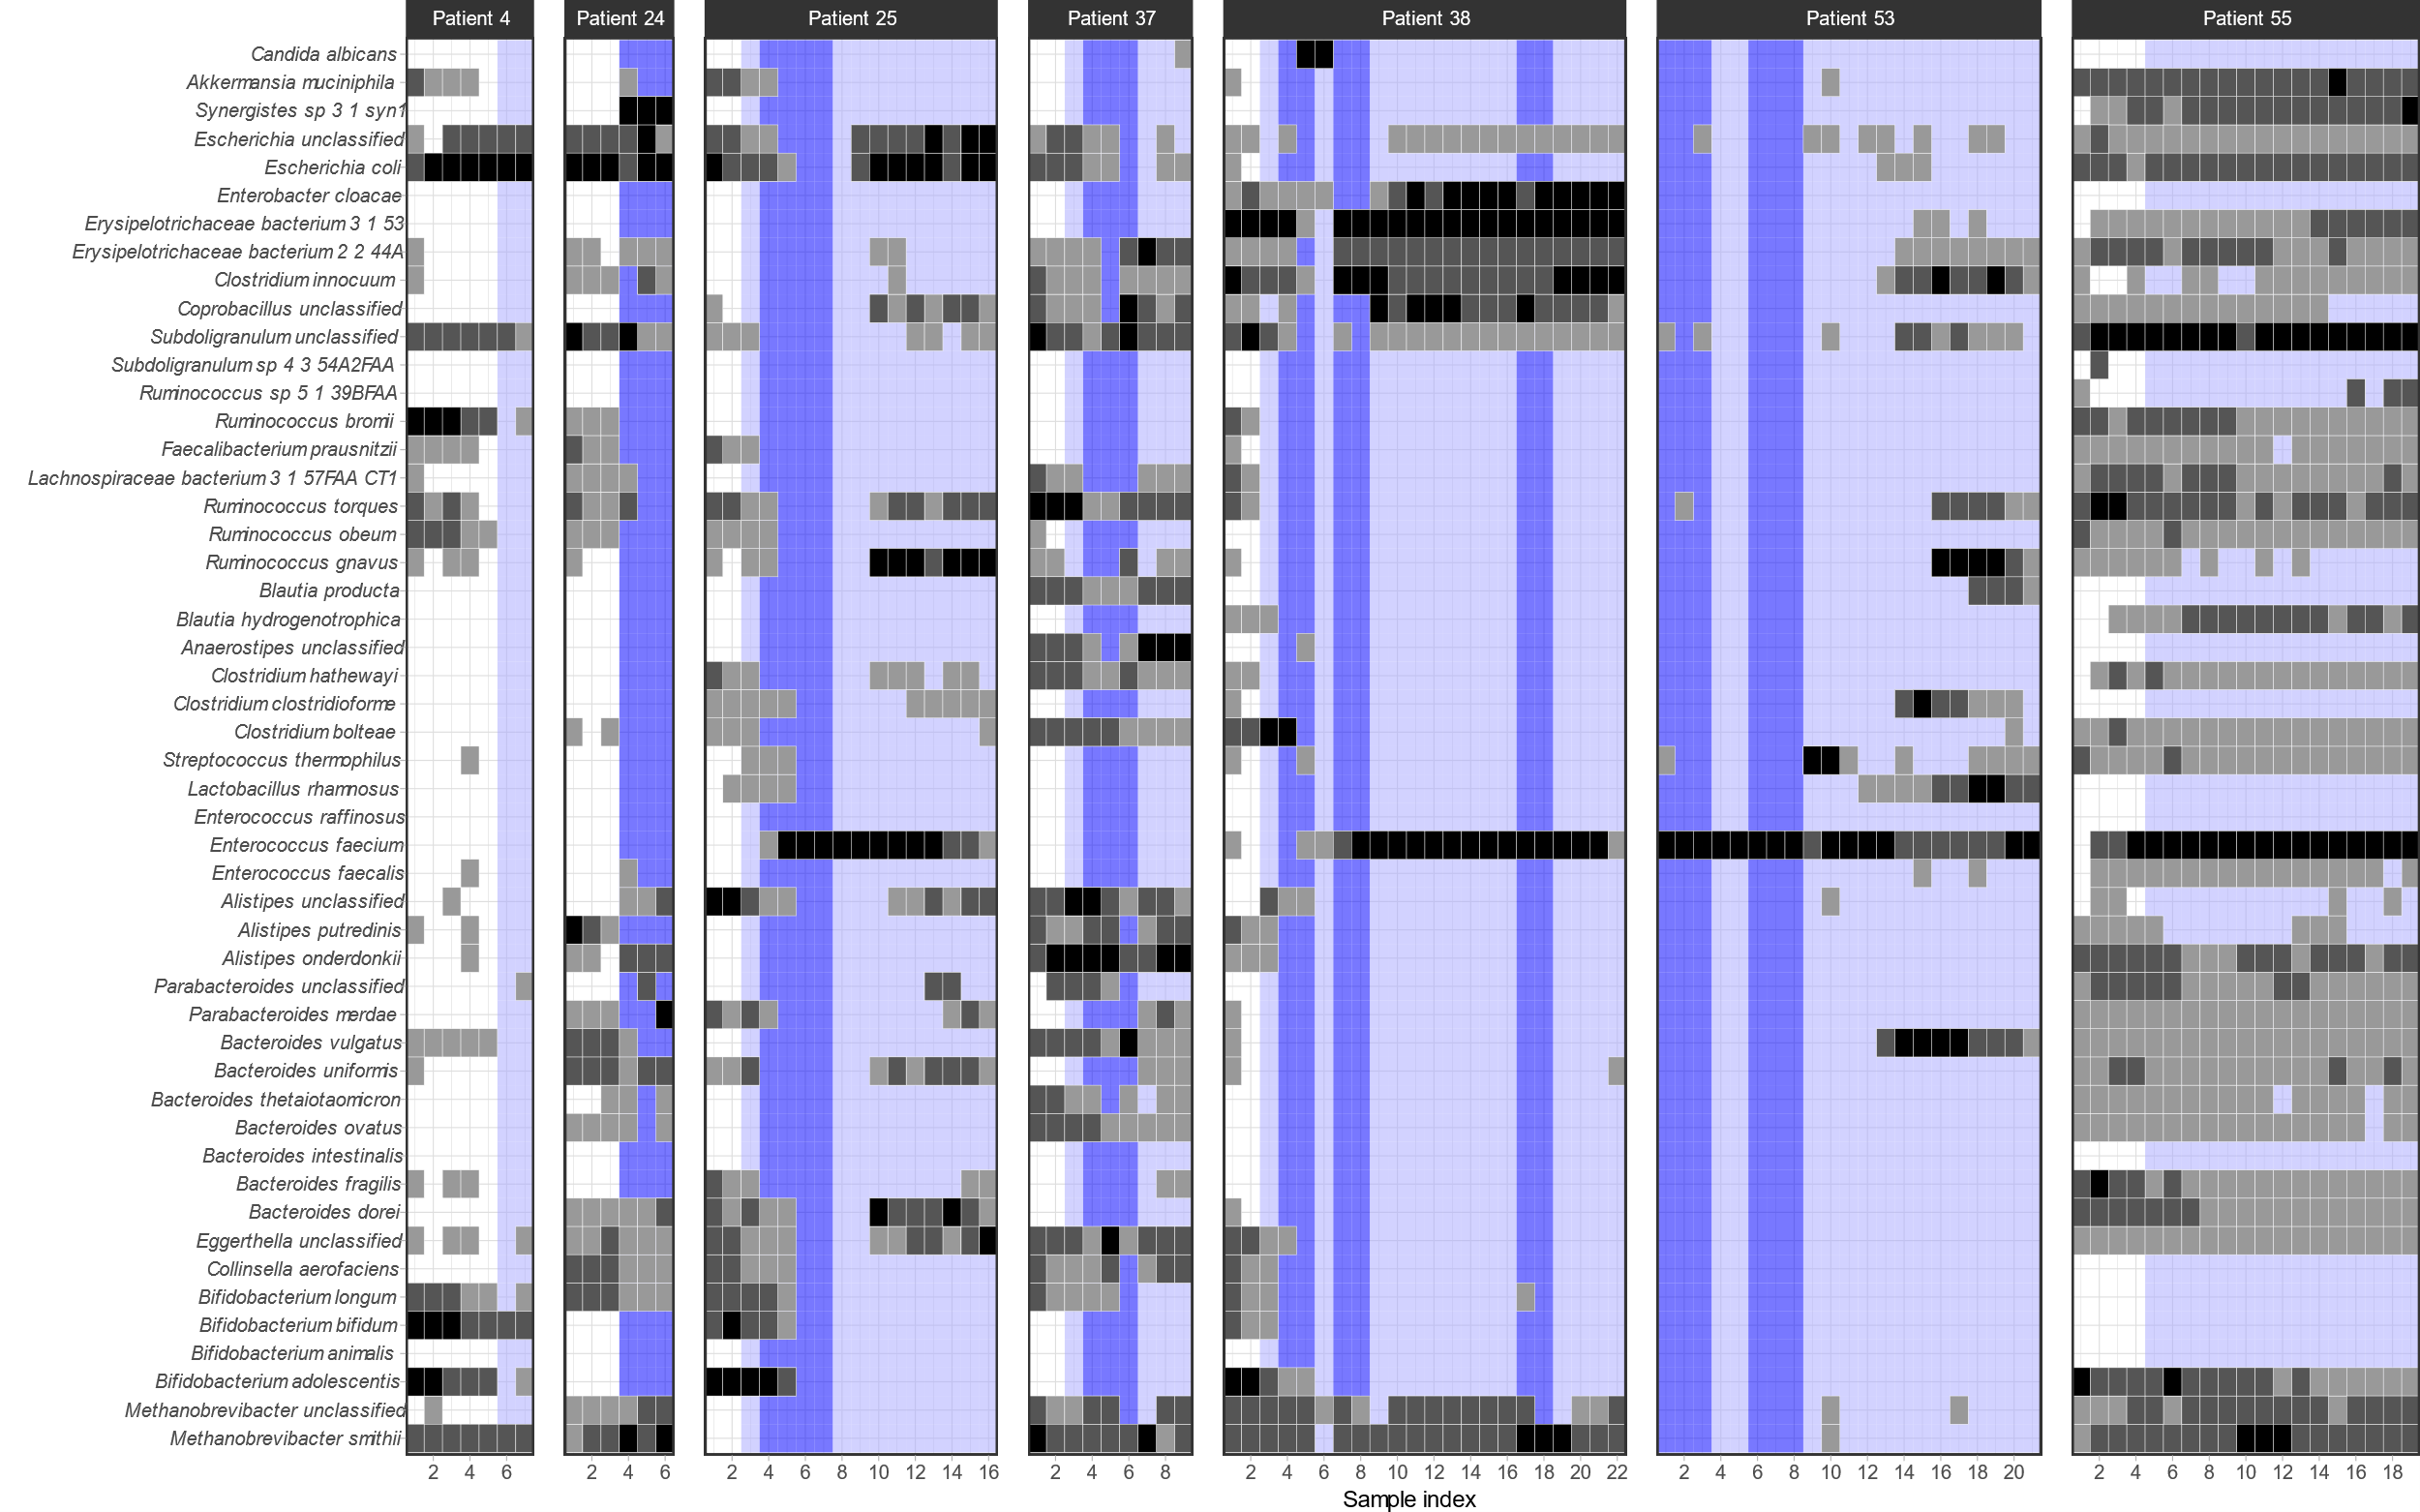 Patient 4 Patient 24 Patient 25 Patient 37 Patient 38 Patient 53 Patient 55
Candida albicans
Akkermansia muciniphila
Synergistes sp 3 1 syn1
Escherichia unclassified
Escherichia coli
Enterobacter cloacae
Erysipelotrichaceae bacterium 3 1 53
Erysipelotrichaceae bacterium 2 2 44A
Clostridium innocuum
Coprobacillus unclassified
Subdoligranulum unclassified
Subdoligranulum sp 4 3 54A2FAA
Ruminococcus sp 5 1 39BFAA
Ruminococcus bromii
Faecalibacterium prausnitzii
Lachnospiraceae bacterium 3 1 57FAA CT1
Ruminococcus torques
Ruminococcus obeum
Ruminococcus gnavus
Blautia producta
Blautia hydrogenotrophica
Anaerostipes unclassified
Clostridium hathewayi
Clostridium clostridioforme
Clostridium bolteae
Streptococcus thermophilus
Lactobacillus rhamnosus
Enterococcus raffinosus
Enterococcus faecium
Enterococcus faecalis
Alistipes unclassified
Alistipes putredinis
Alistipes onderdonkii
Parabacteroides unclassified
Parabacteroides merdae
Bacteroides vulgatus
Bacteroides uniformis
Bacteroides thetaiotaomicron
Bacteroides ovatus
Bacteroides intestinalis
Bacteroides fragilis
Bacteroides dorei
Eggerthella unclassified
Collinsella aerofaciens
Bifidobacterium longum
Bifidobacterium bifidum
Bifidobacterium animalis
Bifidobacterium adolescentis
Methanobrevibacter unclassified
Methanobrevibacter smithii
2 4 6 2 4 6 2 4 6 8 10 12 14 16 2 4 6 8 2 4 6 8 10 12 14 16 18 20 22 2 4 6 8 10 12 14 16 18 20 2 4 6 8 10 12 14 16 18
Sample index